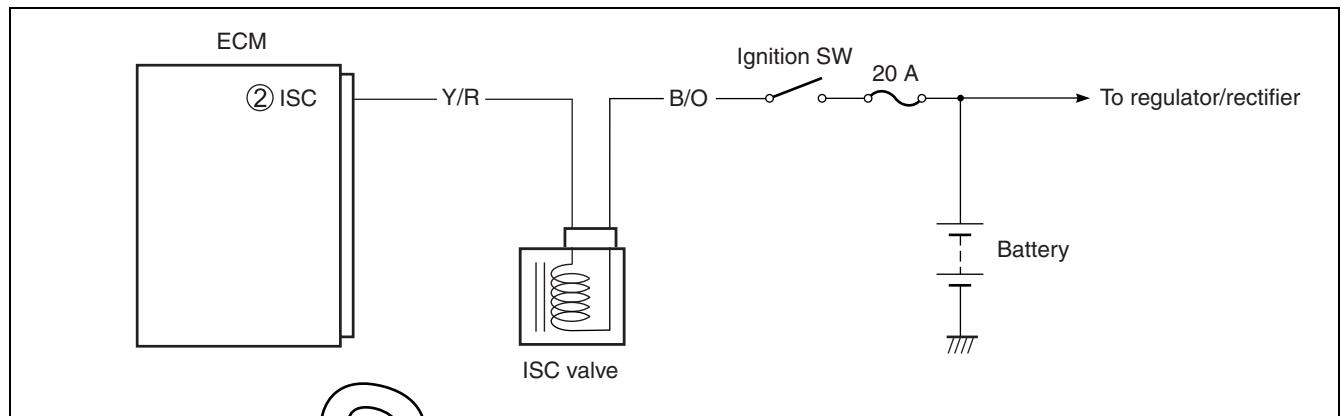 ECM
② ISC
Y/R
B/O
Ignition SW
20 A
To regulator/rectifier
Battery
ISC valve